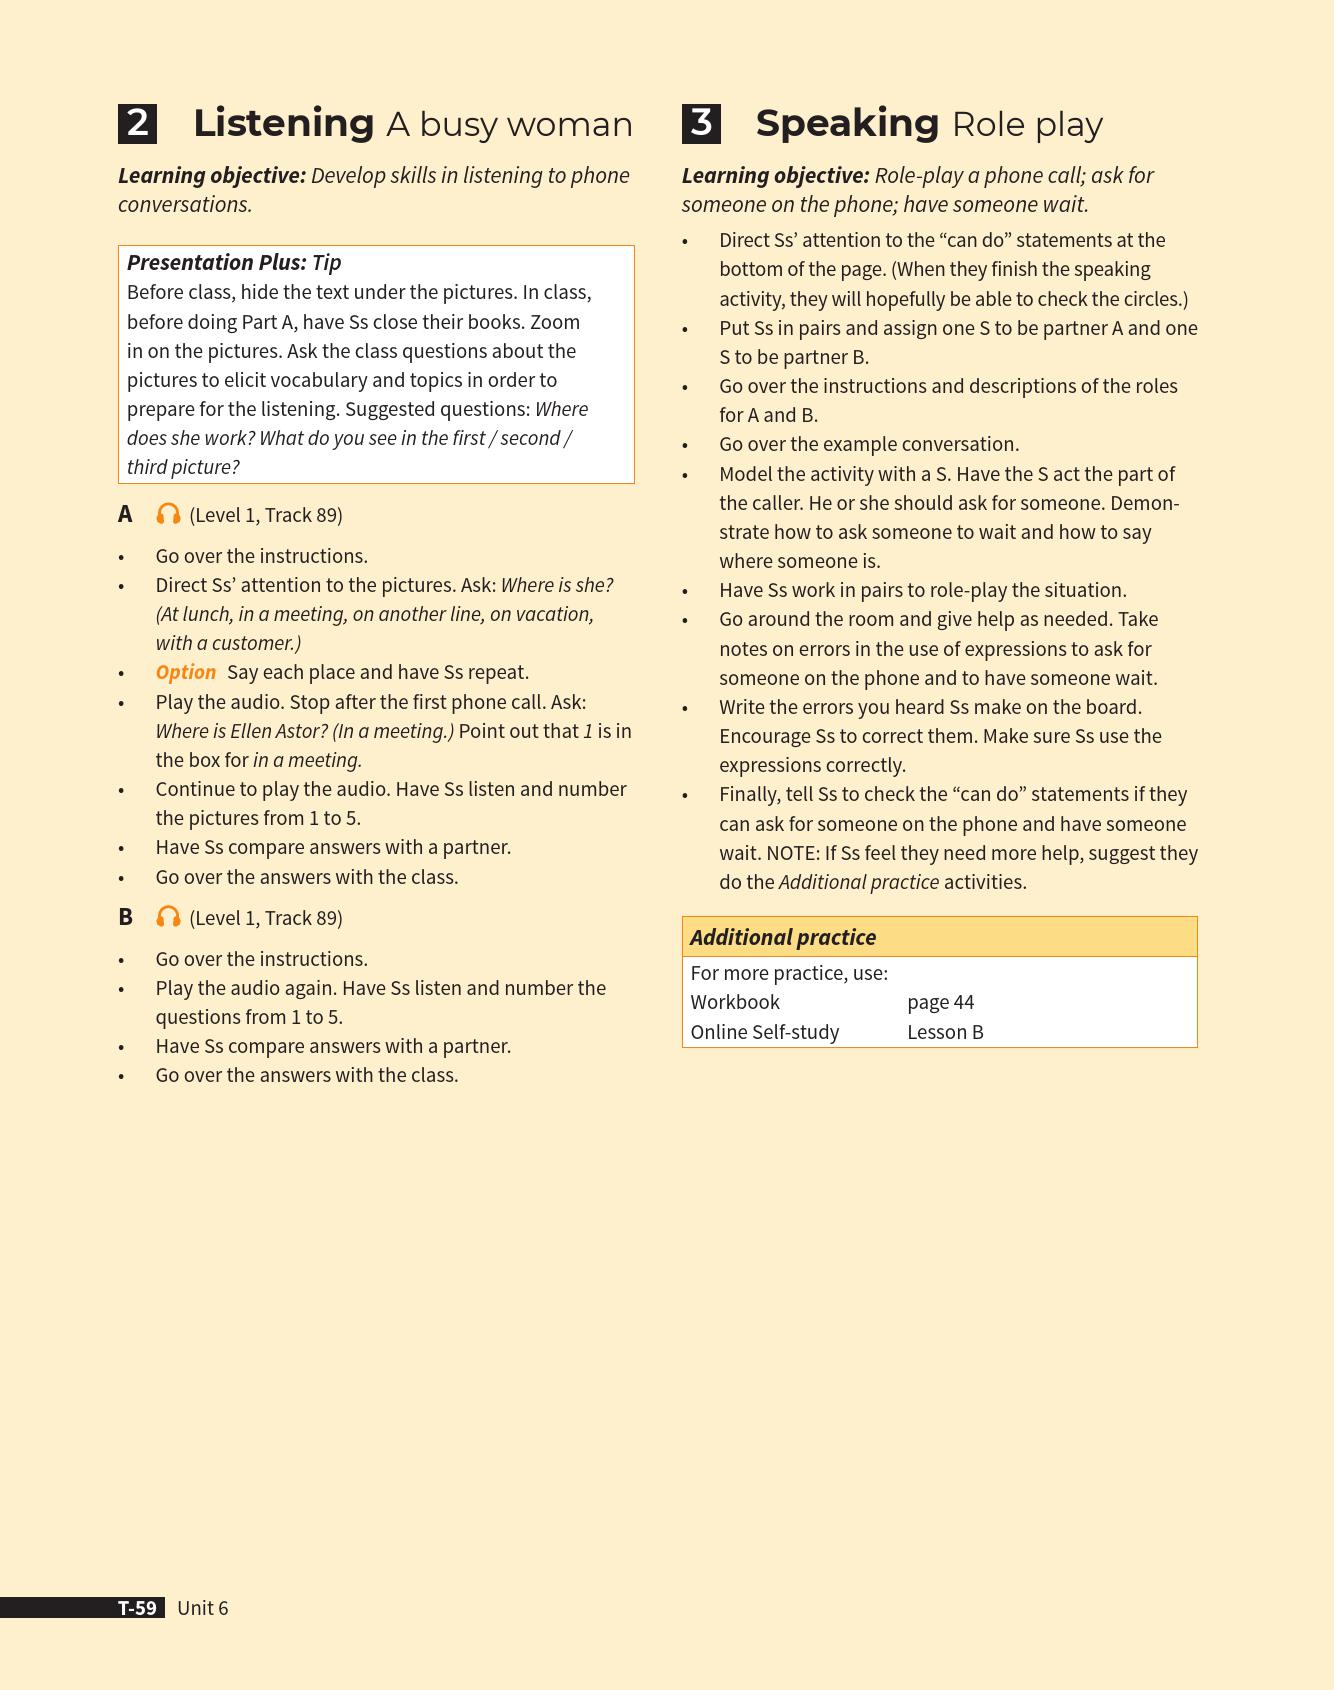 2 Listening A busy woman
Learning objective: Develop skills in listening to phone
conversations.
Presentation Plus: Tip
Before class, hide the text under the pictures. In class,
before doing Part A, have Ss close their books. Zoom
in on the pictures. Ask the class questions about the
pictures to elicit vocabulary and topics in order to
prepare for the listening. Suggested questions: Where
does she work? What do you see in the first / second /
third picture?
A (Level 1, Track 89)
• Go over the instructions.
• Direct Ss’ attention to the pictures. Ask: Where is she?
(At lunch, in a meeting, on another line, on vacation,
with a customer.)
• Option Say each place and have Ss repeat.
• Play the audio. Stop after the first phone call. Ask:
Where is Ellen Astor? (In a meeting.) Point out that 1 is in
the box for in a meeting.
• Continue to play the audio. Have Ss listen and number
the pictures from 1 to 5.
• Have Ss compare answers with a partner.
• Go over the answers with the class.
B (Level 1, Track 89)
• Go over the instructions.
• Play the audio again. Have Ss listen and number the
questions from 1 to 5.
• Have Ss compare answers with a partner.
• Go over the answers with the class.
3 Speaking Role play
Learning objective: Role-play a phone call; ask for
someone on the phone; have someone wait.
• Direct Ss’ attention to the “can do” statements at the
bottom of the page. (When they finish the speaking
activity, they will hopefully be able to check the circles.)
• Put Ss in pairs and assign one S to be partner A and one
S to be partner B.
• Go over the instructions and descriptions of the roles
for A and B.
• Go over the example conversation.
• Model the activity with a S. Have the S act the part of
the caller. He or she should ask for someone. Demon-
strate how to ask someone to wait and how to say
where someone is.
• Have Ss work in pairs to role-play the situation.
• Go around the room and give help as needed. Take
notes on errors in the use of expressions to ask for
someone on the phone and to have someone wait.
• Write the errors you heard Ss make on the board.
Encourage Ss to correct them. Make sure Ss use the
expressions correctly.
• Finally, tell Ss to check the “can do” statements if they
can ask for someone on the phone and have someone
wait. NOTE: If Ss feel they need more help, suggest they
do the Additional practice activities.
Additional practice
For more practice, use:
Workbook page 44
Online Self-study Lesson B
T-59 Unit 6